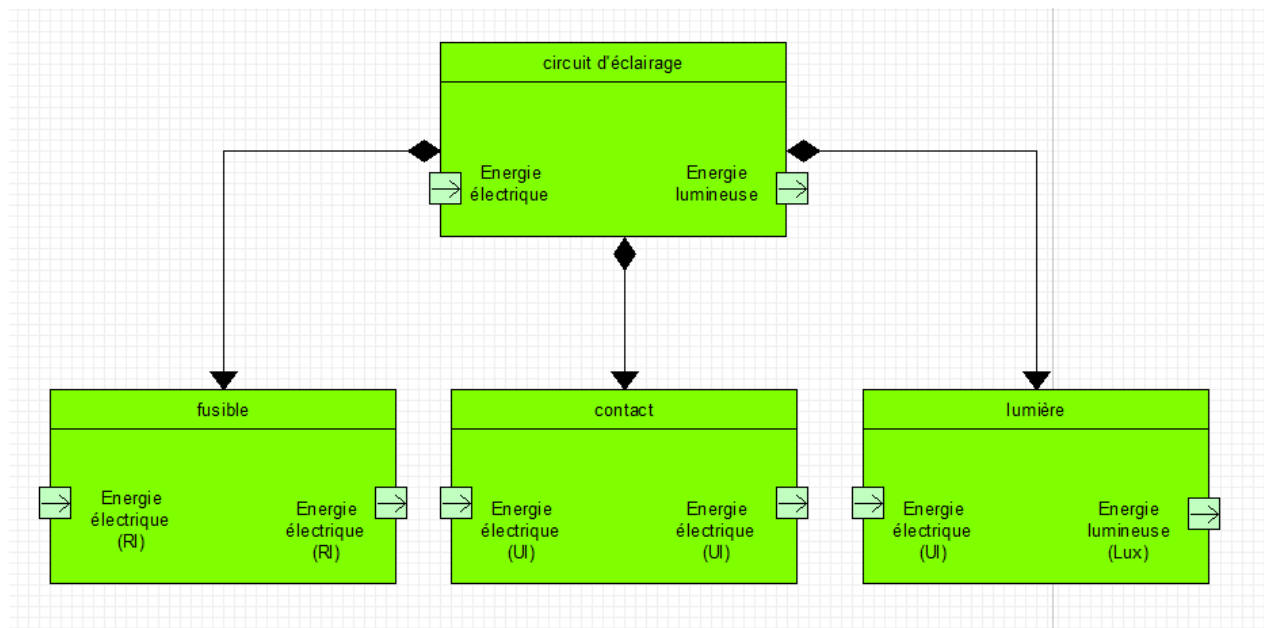 circuit d'éclairage
Energie
électrique
Energie
lumineuse
fusible
Energie
électrique
(RI)
Energie
électrique
(RI)
contact
Energie
électrique
(UI)
Energie
électrique
(UI)
lumière
Energie
électrique
(UI)
Energie
lumineuse
(Lux)